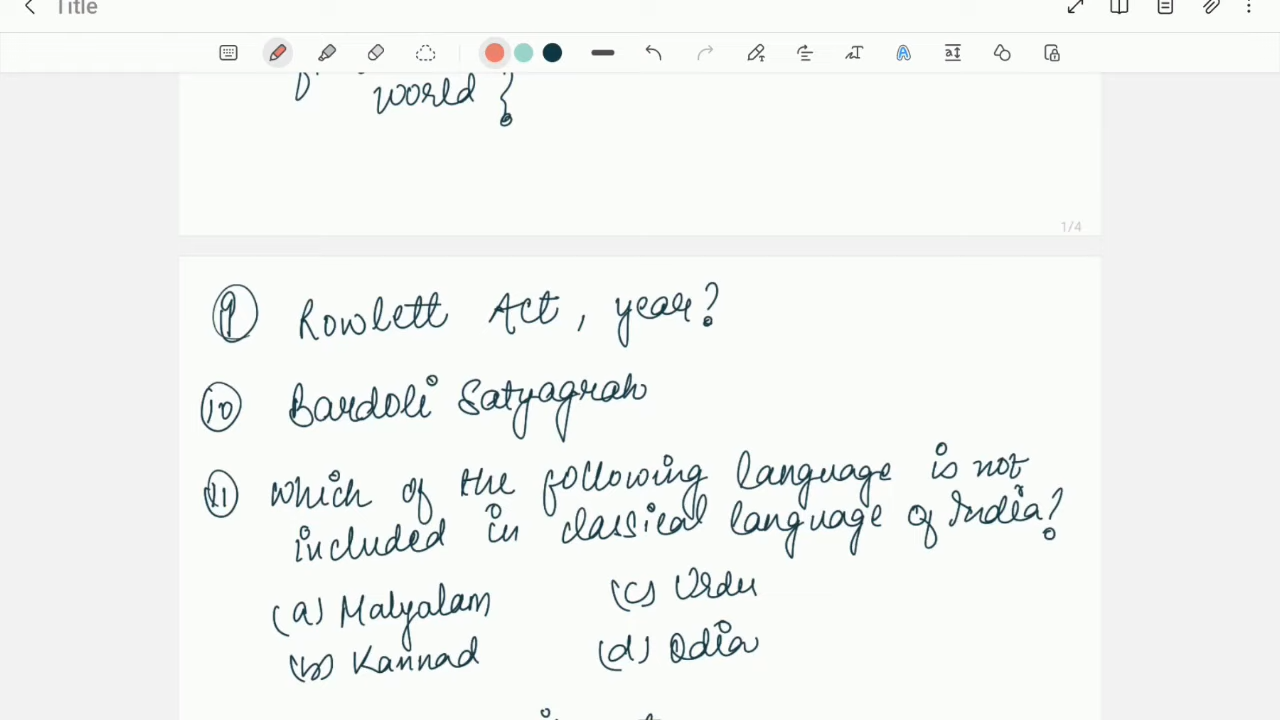 Title
world }
1/4
9 Rowlett Act, year?
10 Bardoli Satyagrah
11 Which of the following language is not
included in classical language of India?
(a) Malyalam (c) Urdu
(b) Kannad (d) Odia